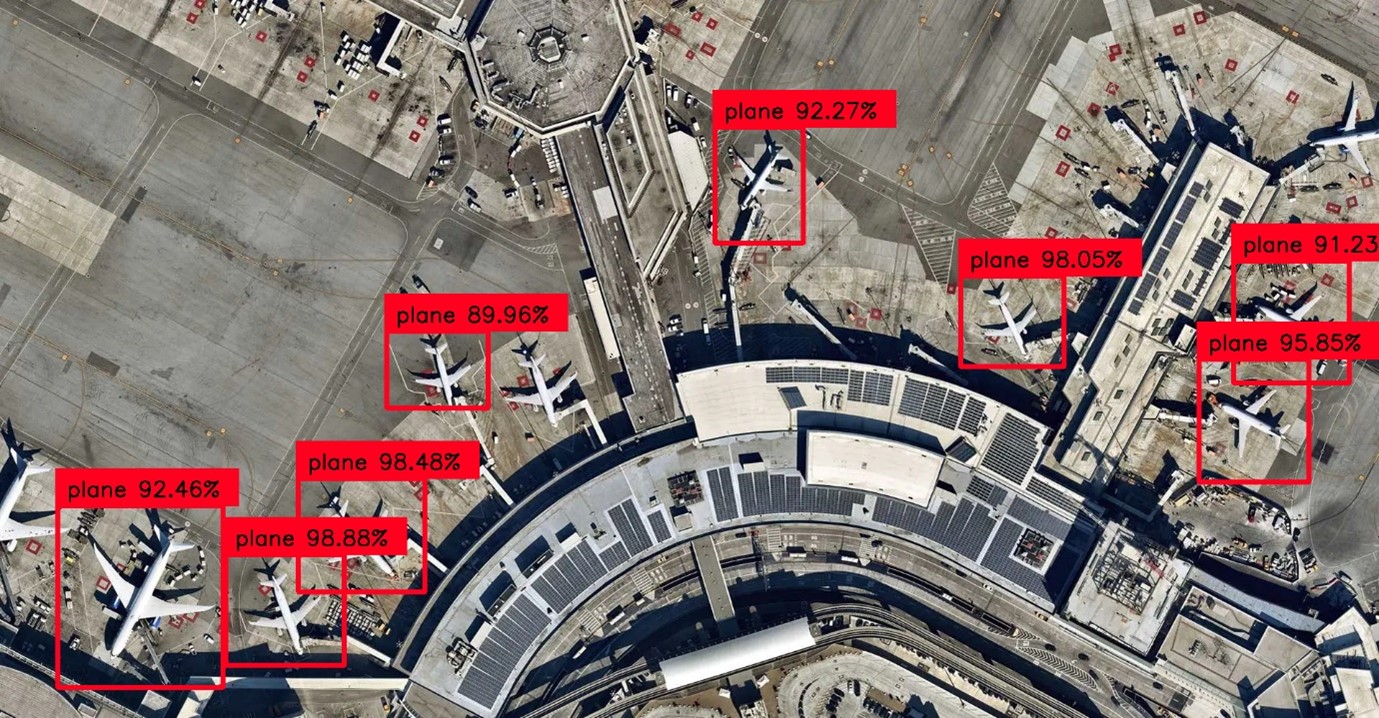 plane 92.27%
plane 91.23
plane 98.05%
plane 89.96%
plane 95.85%
plane 98.48%
plane 92.46%
plane 98.88%